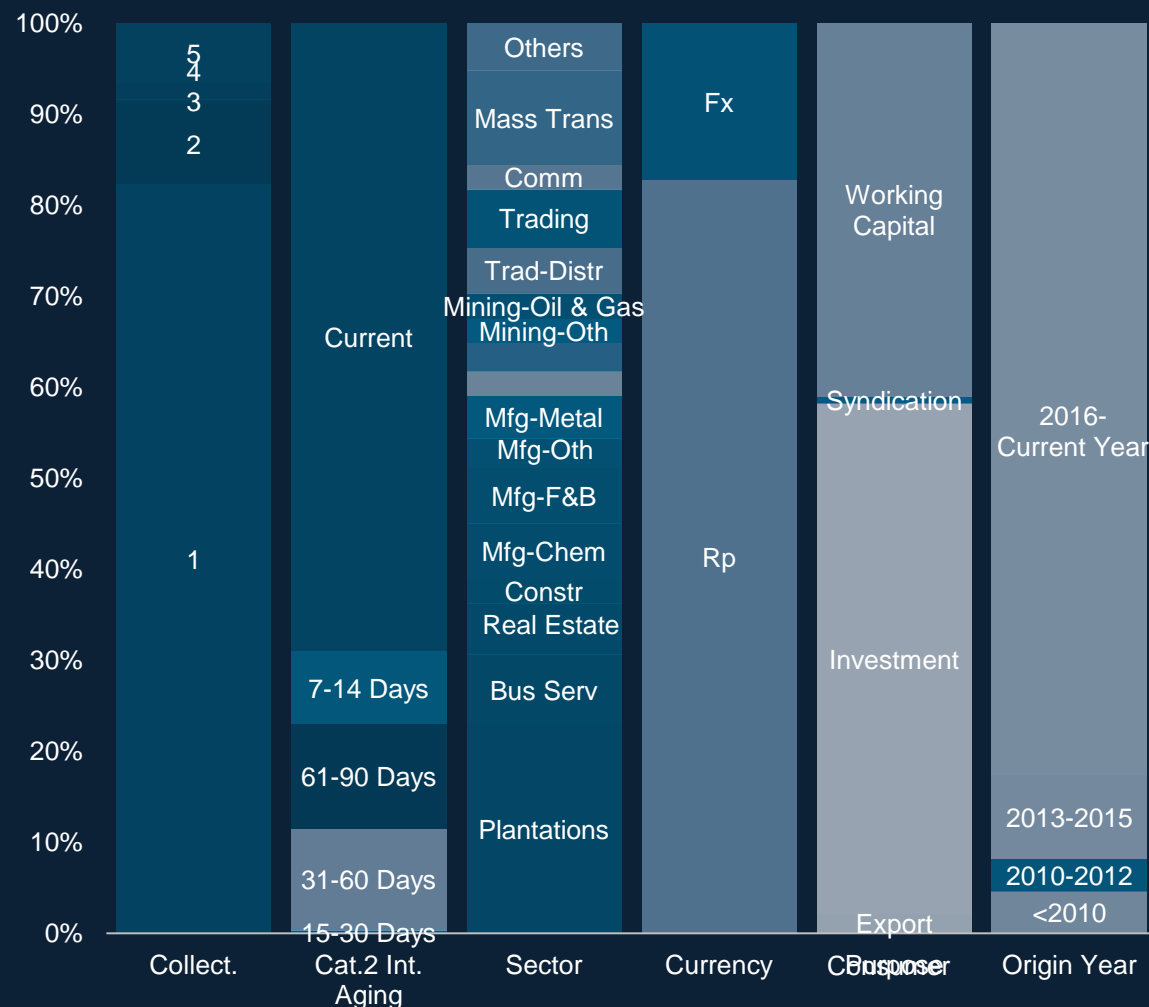 100%
90%
80%
70%
60%
50%
40%
30%
20%
10%
0%
5
4
3
2
1
Current
7-14 Days
61-90 Days
31-60 Days
15-30 Days
Others
Mass Trans
Comm
Trading
Trad-Distr
Mining-Oil & Gas
Mining-Oth
Mfg-Metal
Mfg-Oth
Mfg-F&B
Mfg-Chem
Constr
Real Estate
Bus Serv
Plantations
Fx
Rp
Working
Capital
Syndication
Investment
Export
Consumer
2016-
Current Year
2013-2015
2010-2012
<2010
Collect.
Cat.2 Int.
Aging
Sector
Currency
Purpose
Origin Year